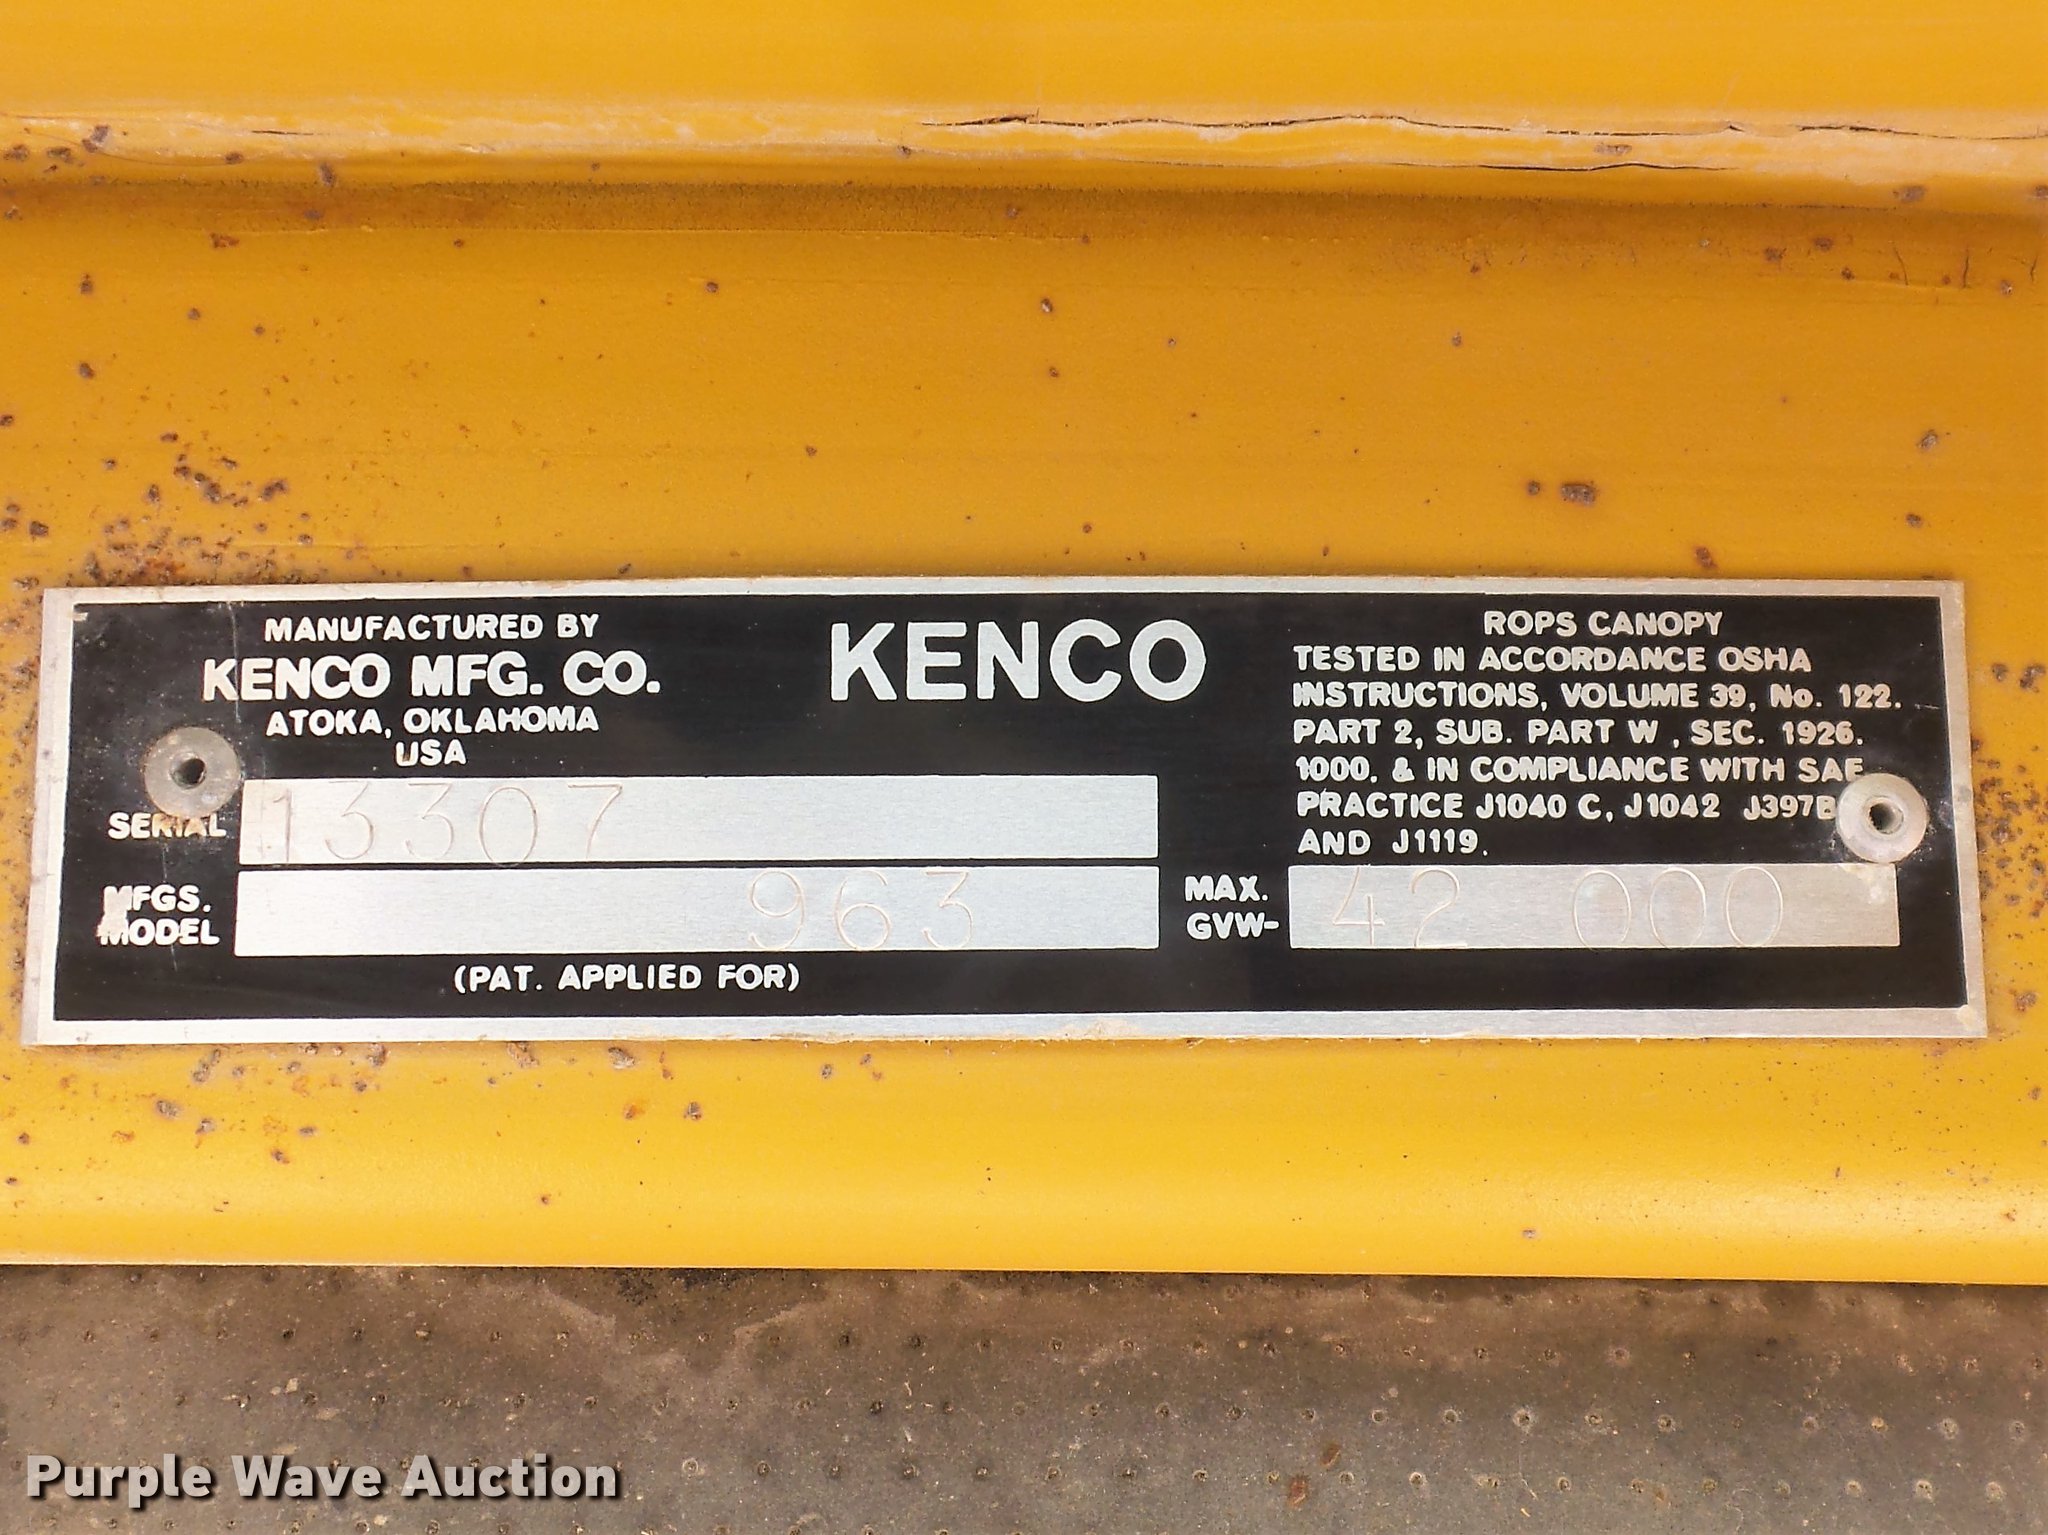 MANUFACTURED BY
KENCO MFG. CO.
ATOKA, OKLAHOMA
USA
KENCO
SERIAL 13307
MFGS. MODEL 963
(PAT. APPLIED FOR)
ROPS CANOPY
TESTED IN ACCORDANCE OSHA
INSTRUCTIONS, VOLUME 39, No. 122.
PART 2, SUB. PART W, SEC. 1926.
1000. & IN COMPLIANCE WITH SAE
PRACTICE J1040 C, J1042 J397B
AND J1119.
MAX. GVW- 42 000
Purple Wave Auction